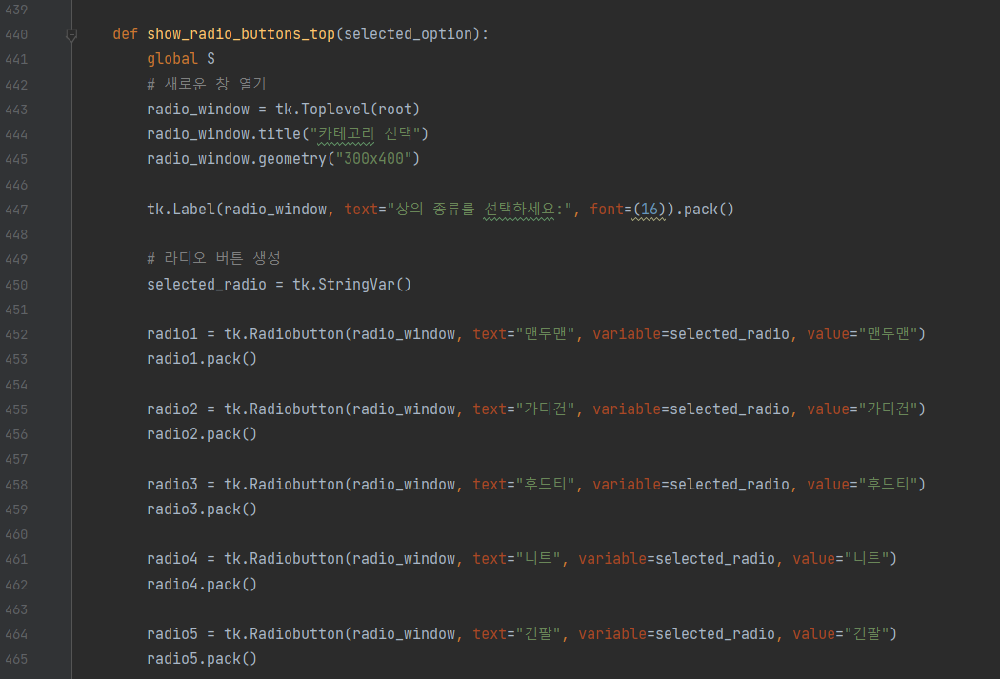 439
440 def show_radio_buttons_top(selected_option):
441 global S
442 # 새로운 창 열기
443 radio_window = tk.Toplevel(root)
444 radio_window.title("카테고리 선택")
445 radio_window.geometry("300x400")
446
447 tk.Label(radio_window, text="상의 종류를 선택하세요:", font=(16)).pack()
448
449 # 라디오 버튼 생성
450 selected_radio = tk.StringVar()
451
452 radio1 = tk.Radiobutton(radio_window, text="맨투맨", variable=selected_radio, value="맨투맨")
453 radio1.pack()
454
455 radio2 = tk.Radiobutton(radio_window, text="가디건", variable=selected_radio, value="가디건")
456 radio2.pack()
457
458 radio3 = tk.Radiobutton(radio_window, text="후드티", variable=selected_radio, value="후드티")
459 radio3.pack()
460
461 radio4 = tk.Radiobutton(radio_window, text="니트", variable=selected_radio, value="니트")
462 radio4.pack()
463
464 radio5 = tk.Radiobutton(radio_window, text="긴팔", variable=selected_radio, value="긴팔")
465 radio5.pack()